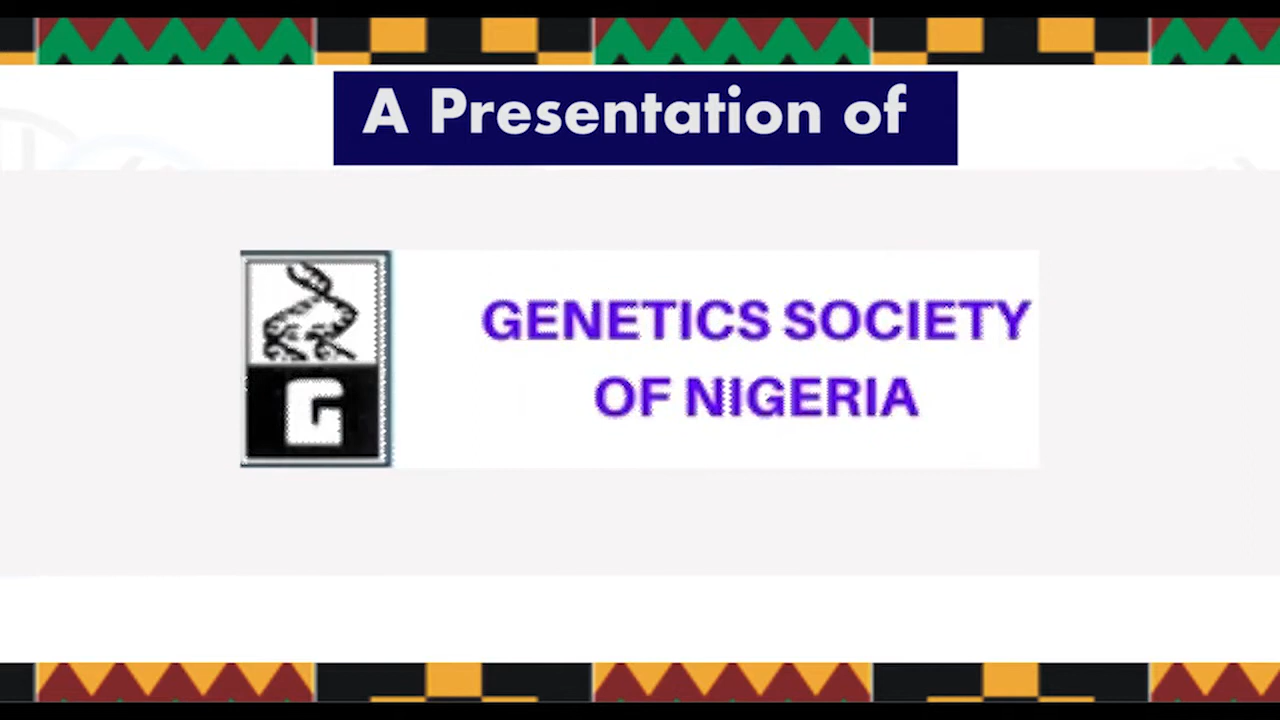 A Presentation of
G
GENETICS SOCIETY
OF NIGERIA